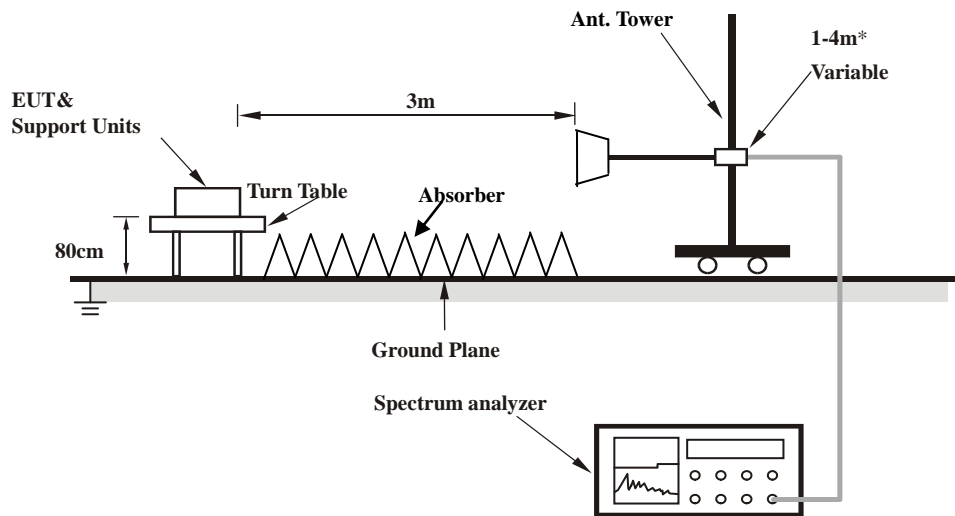 Ant. Tower
1-4m*
Variable
EUT&
Support Units
3m
Turn Table
Absorber
80cm
Ground Plane
Spectrum analyzer